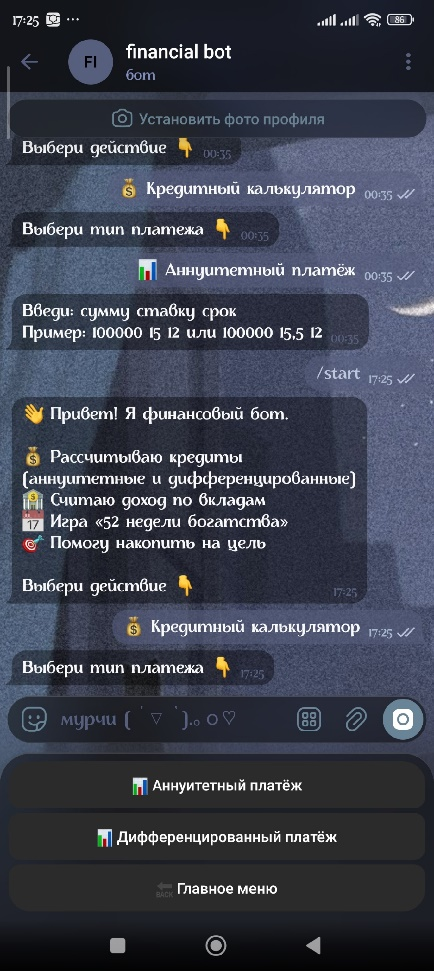 17:25 ... 86
FI
financial bot
бот
Установить фото профиля
Выбери действие 👇 00:35
💰 Кредитный калькулятор 00:35
Выбери тип платежа 👇 00:35
📊 Аннуитетный платёж 00:35
Введи: сумму ставку срок
Пример: 100000 15 12 или 100000 15,5 12 00:35
/start 17:25
👋 Привет! Я финансовый бот.
💰 Рассчитываю кредиты
(аннуитетные и дифференцированные)
🏦 Считаю доход по вкладам
📅 Игра «52 недели богатства»
🎯 Помогу накопить на цель
Выбери действие 👇 17:25
💰 Кредитный калькулятор 17:25
Выбери тип платежа 👇 17:25
мурчи ( ˙ ▽ ˙ ).｡ o♡
📊 Аннуитетный платёж
📊 Дифференцированный платёж
🔙 Главное меню